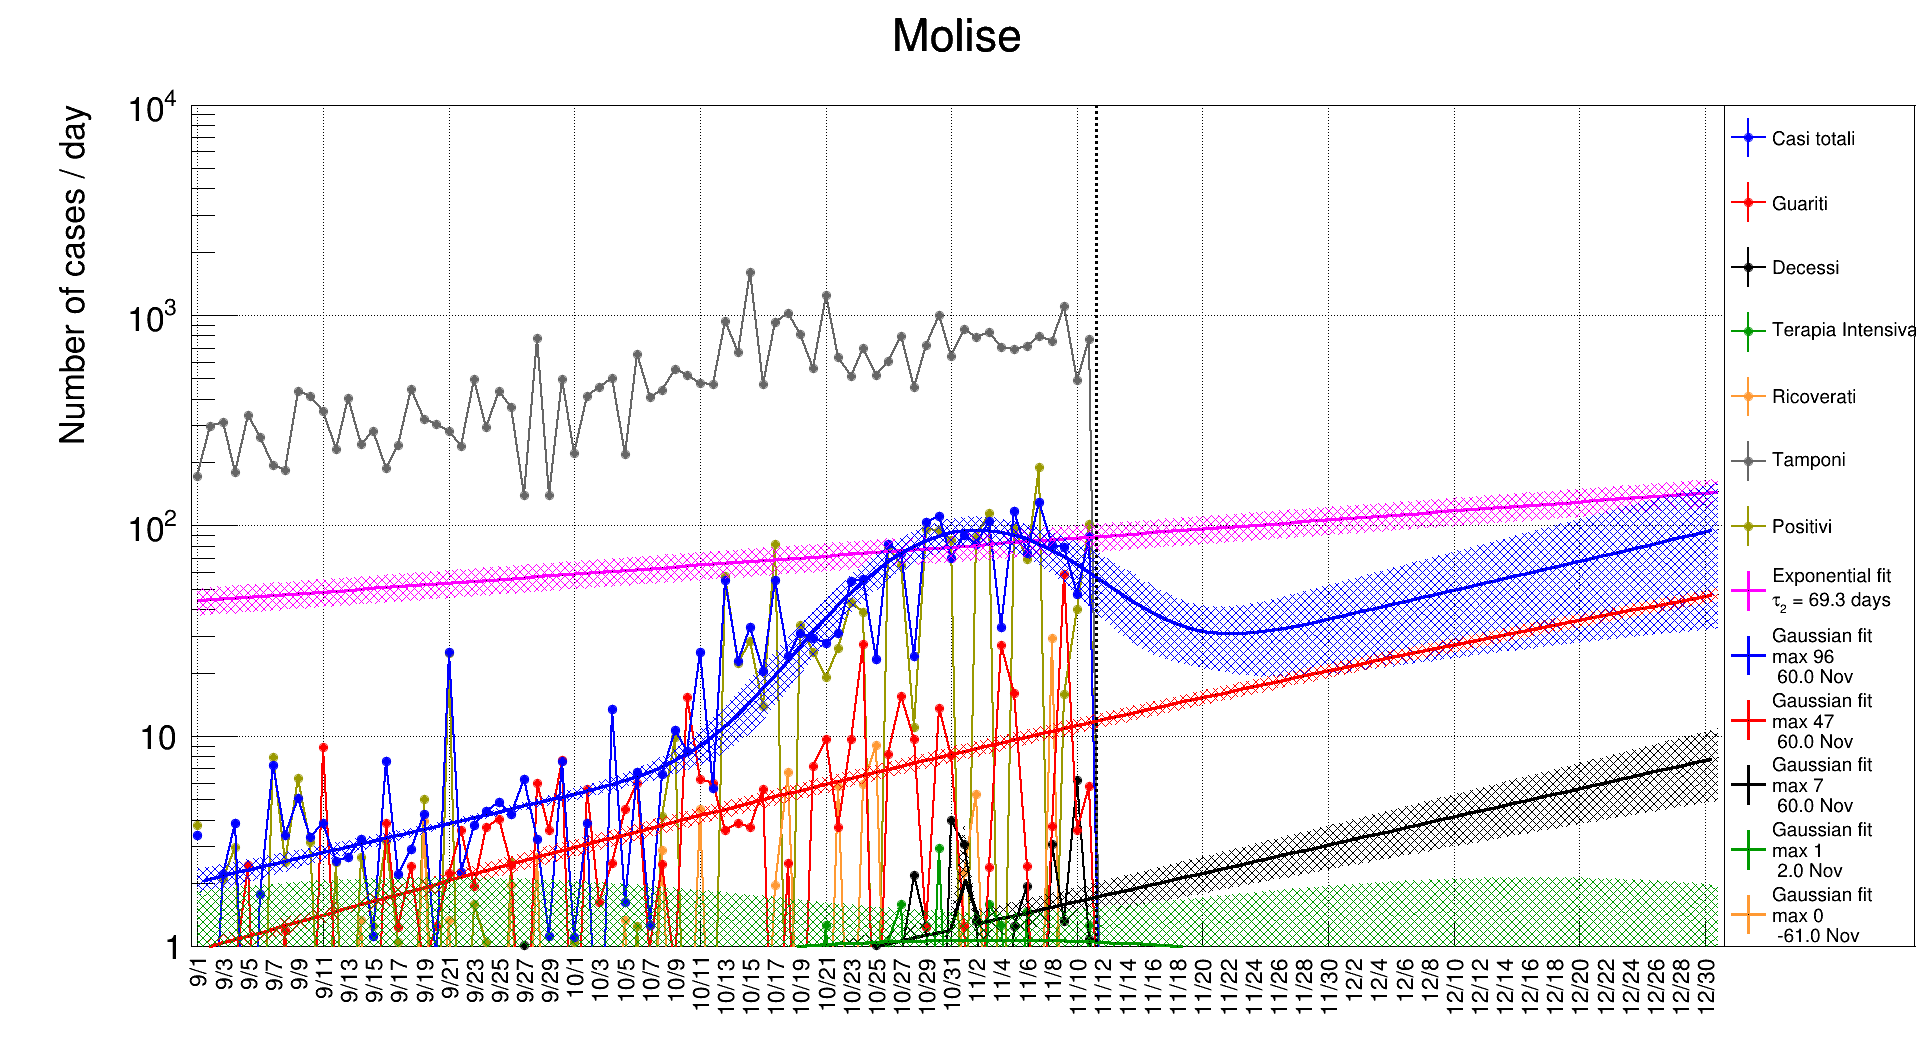 Molise
Number of cases / day
10^4
10^3
10^2
10
1
9/1 9/3 9/5 9/7 9/9 9/11 9/13 9/15 9/17 9/19 9/21 9/23 9/25 9/27 9/29 10/1 10/3 10/5 10/7 10/9 10/11 10/13 10/15 10/17 10/19 10/21 10/23 10/25 10/27 10/29 10/31 11/2 11/4 11/6 11/8 11/10 11/12 11/14 11/16 11/18 11/20 11/22 11/24 11/26 11/28 11/30 12/2 12/4 12/6 12/8 12/10 12/12 12/14 12/16 12/18 12/20 12/22 12/24 12/26 12/28 12/30
Casi totali
Guariti
Decessi
Terapia Intensiva
Ricoverati
Tamponi
Positivi
Exponential fit
τ₂ = 69.3 days
Gaussian fit
max 96
60.0 Nov
Gaussian fit
max 47
60.0 Nov
Gaussian fit
max 7
60.0 Nov
Gaussian fit
max 1
2.0 Nov
Gaussian fit
max 0
-61.0 Nov